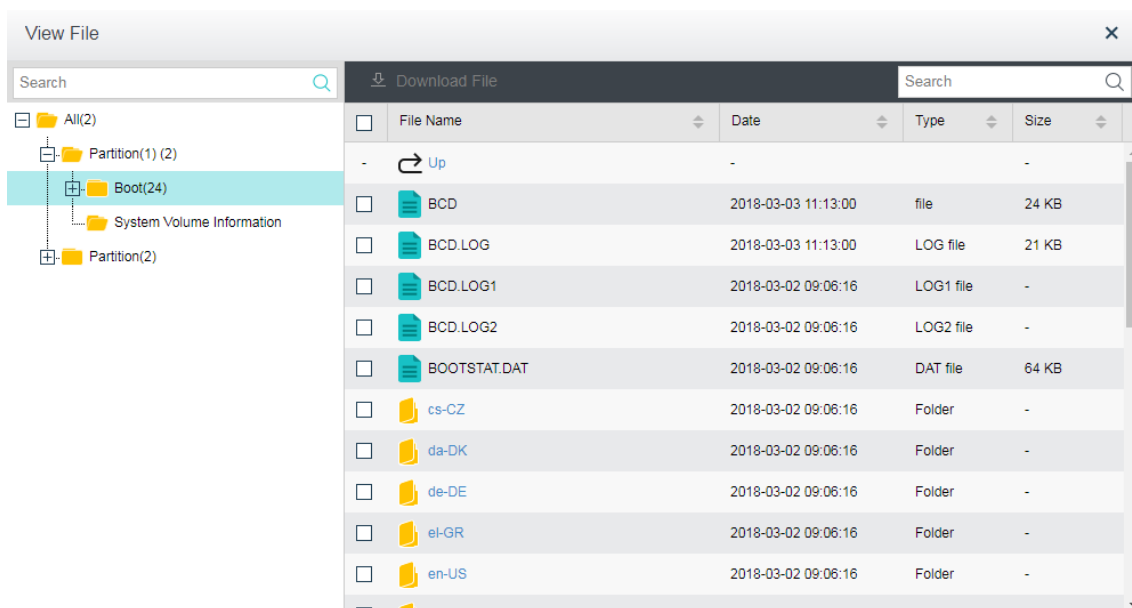 View File
Search
Download File
Search
All(2)
Partition(1) (2)
Boot(24)
System Volume Information
Partition(2)
File Name Date Type Size
- Up - -
BCD 2018-03-03 11:13:00 file 24 KB
BCD.LOG 2018-03-03 11:13:00 LOG file 21 KB
BCD.LOG1 2018-03-02 09:06:16 LOG1 file -
BCD.LOG2 2018-03-02 09:06:16 LOG2 file -
BOOTSTAT.DAT 2018-03-02 09:06:16 DAT file 64 KB
cs-CZ 2018-03-02 09:06:16 Folder -
da-DK 2018-03-02 09:06:16 Folder -
de-DE 2018-03-02 09:06:16 Folder -
el-GR 2018-03-02 09:06:16 Folder -
en-US 2018-03-02 09:06:16 Folder -